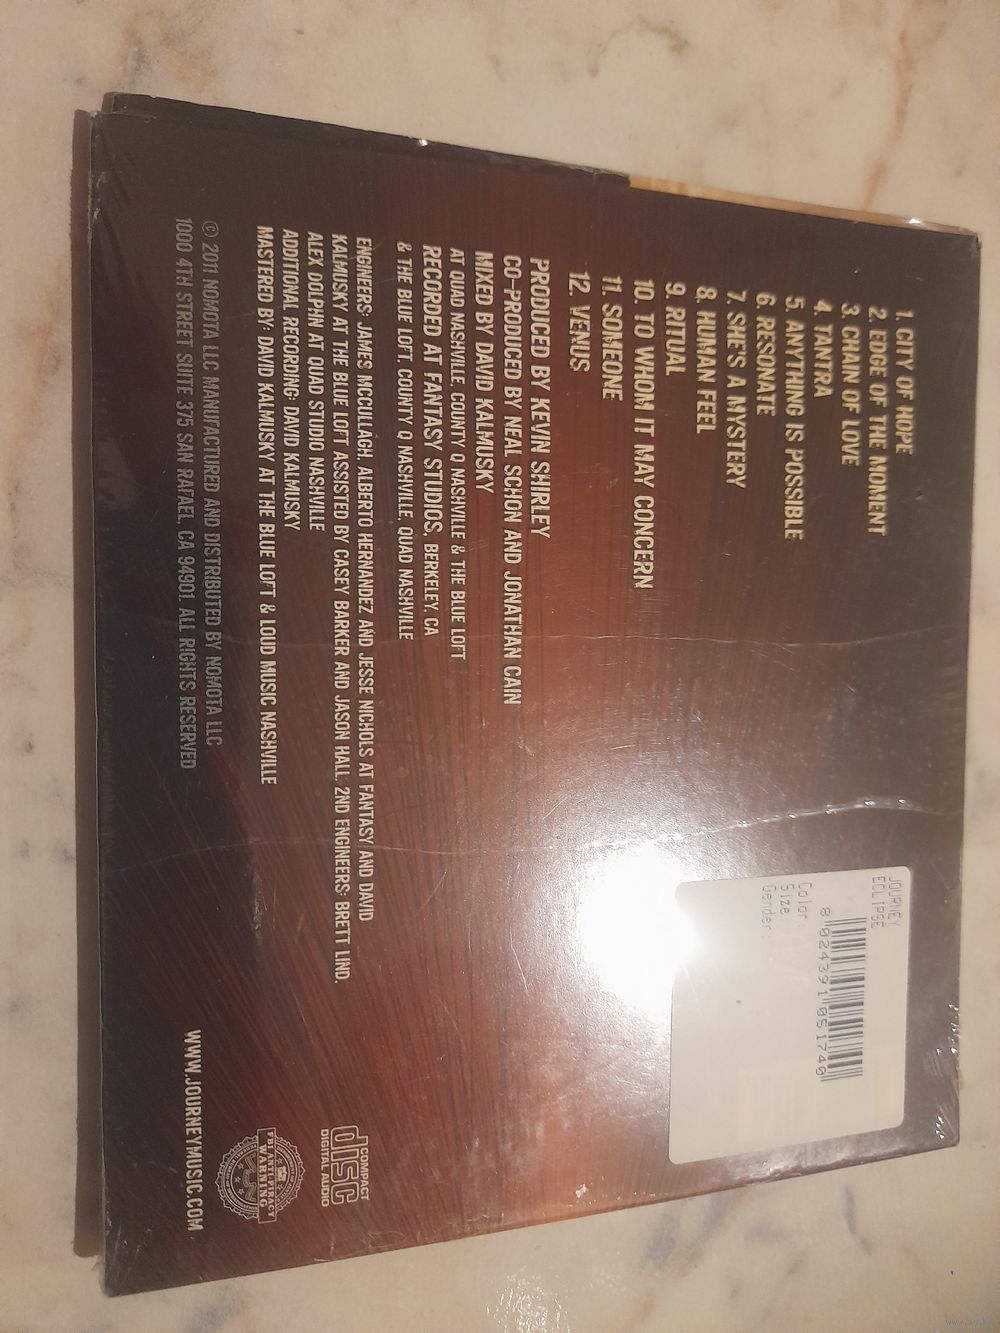 1. CITY OF HOPE
2. EDGE OF THE MOMENT
3. CHAIN OF LOVE
4. TANTRA
5. ANYTHING IS POSSIBLE
6. RESONATE
7. SHE'S A MYSTERY
8. HUMAN FEEL
9. RITUAL
10. TO WHOM IT MAY CONCERN
11. SOMEONE
12. VENUS
PRODUCED BY KEVIN SHIRLEY
CO-PRODUCED BY NEAL SCHON AND JONATHAN CAIN
MIXED BY DAVID KALMUSKY
AT QUAD NASHVILLE, COUNTY Q NASHVILLE & THE BLUE LOFT
RECORDED AT FANTASY STUDIOS, BERKELEY, CA
& THE BLUE LOFT, COUNTY Q NASHVILLE, QUAD NASHVILLE
ENGINEERS: JAMES MCCULLAGH, ALBERTO HERNANDEZ AND JESSE NICHOLS AT FANTASY AND DAVID
KALMUSKY AT THE BLUE LOFT ASSISTED BY CASEY BARKER AND JASON HALL. 2ND ENGINEERS: BRETT LIND.
ALEX DOLPHN AT QUAD STUDIO NASHVILLE
ADDITIONAL RECORDING: DAVID KALMUSKY
MASTERED BY: DAVID KALMUSKY AT THE BLUE LOFT & LOUD MUSIC NASHVILLE
© 2011 NOMOTA LLC MANUFACTURED AND DISTRIBUTED BY NOMOTA LLC
1000 4TH STREET SUITE 375 SAN RAFAEL, CA 94901. ALL RIGHTS RESERVED
JOURNEY
ECLIPSE
8 024391 051740
Color:
Size:
Gender:
COMPACT
disc
DIGITAL AUDIO
FBI ANTI-PIRACY
WARNING
WWW.JOURNEYMUSIC.COM